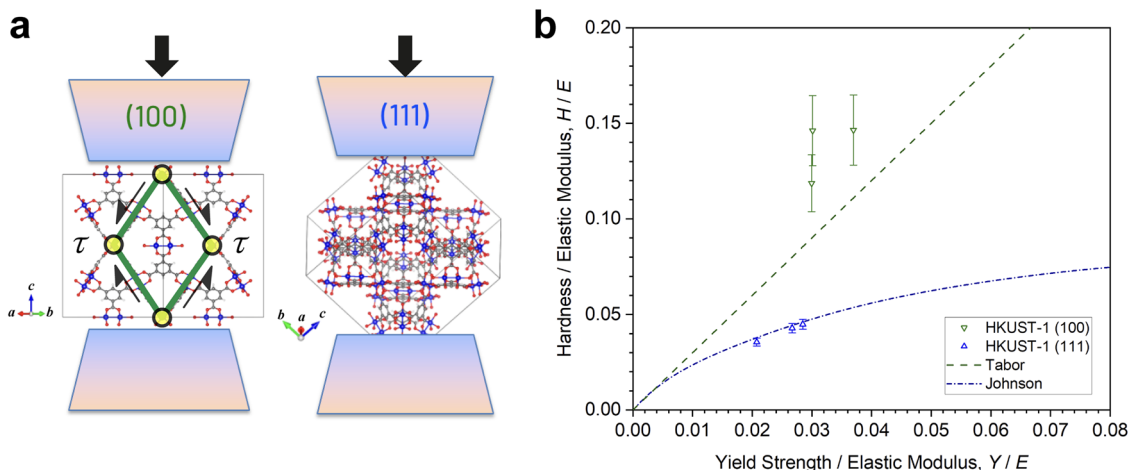 a
b
(100)
(111)
τ
τ
c
a
b
b
a
c
0.20
0.15
0.10
0.05
0.00
0.00 0.01 0.02 0.03 0.04 0.05 0.06 0.07 0.08
Hardness / Elastic Modulus, H / E
Yield Strength / Elastic Modulus, Y / E
HKUST-1 (100)
HKUST-1 (111)
Tabor
Johnson